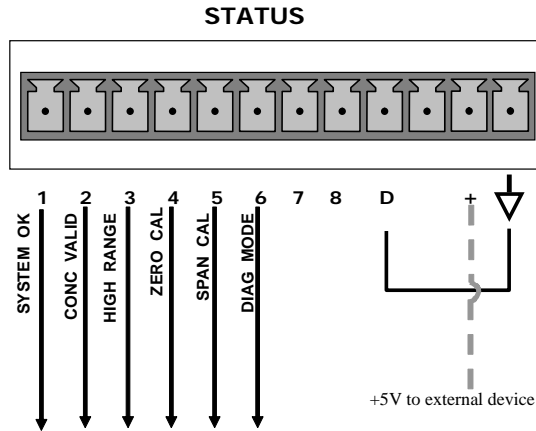 STATUS
1 2 3 4 5 6 7 8 D +
SYSTEM OK
CONC VALID
HIGH RANGE
ZERO CAL
SPAN CAL
DIAG MODE
+5V to external device